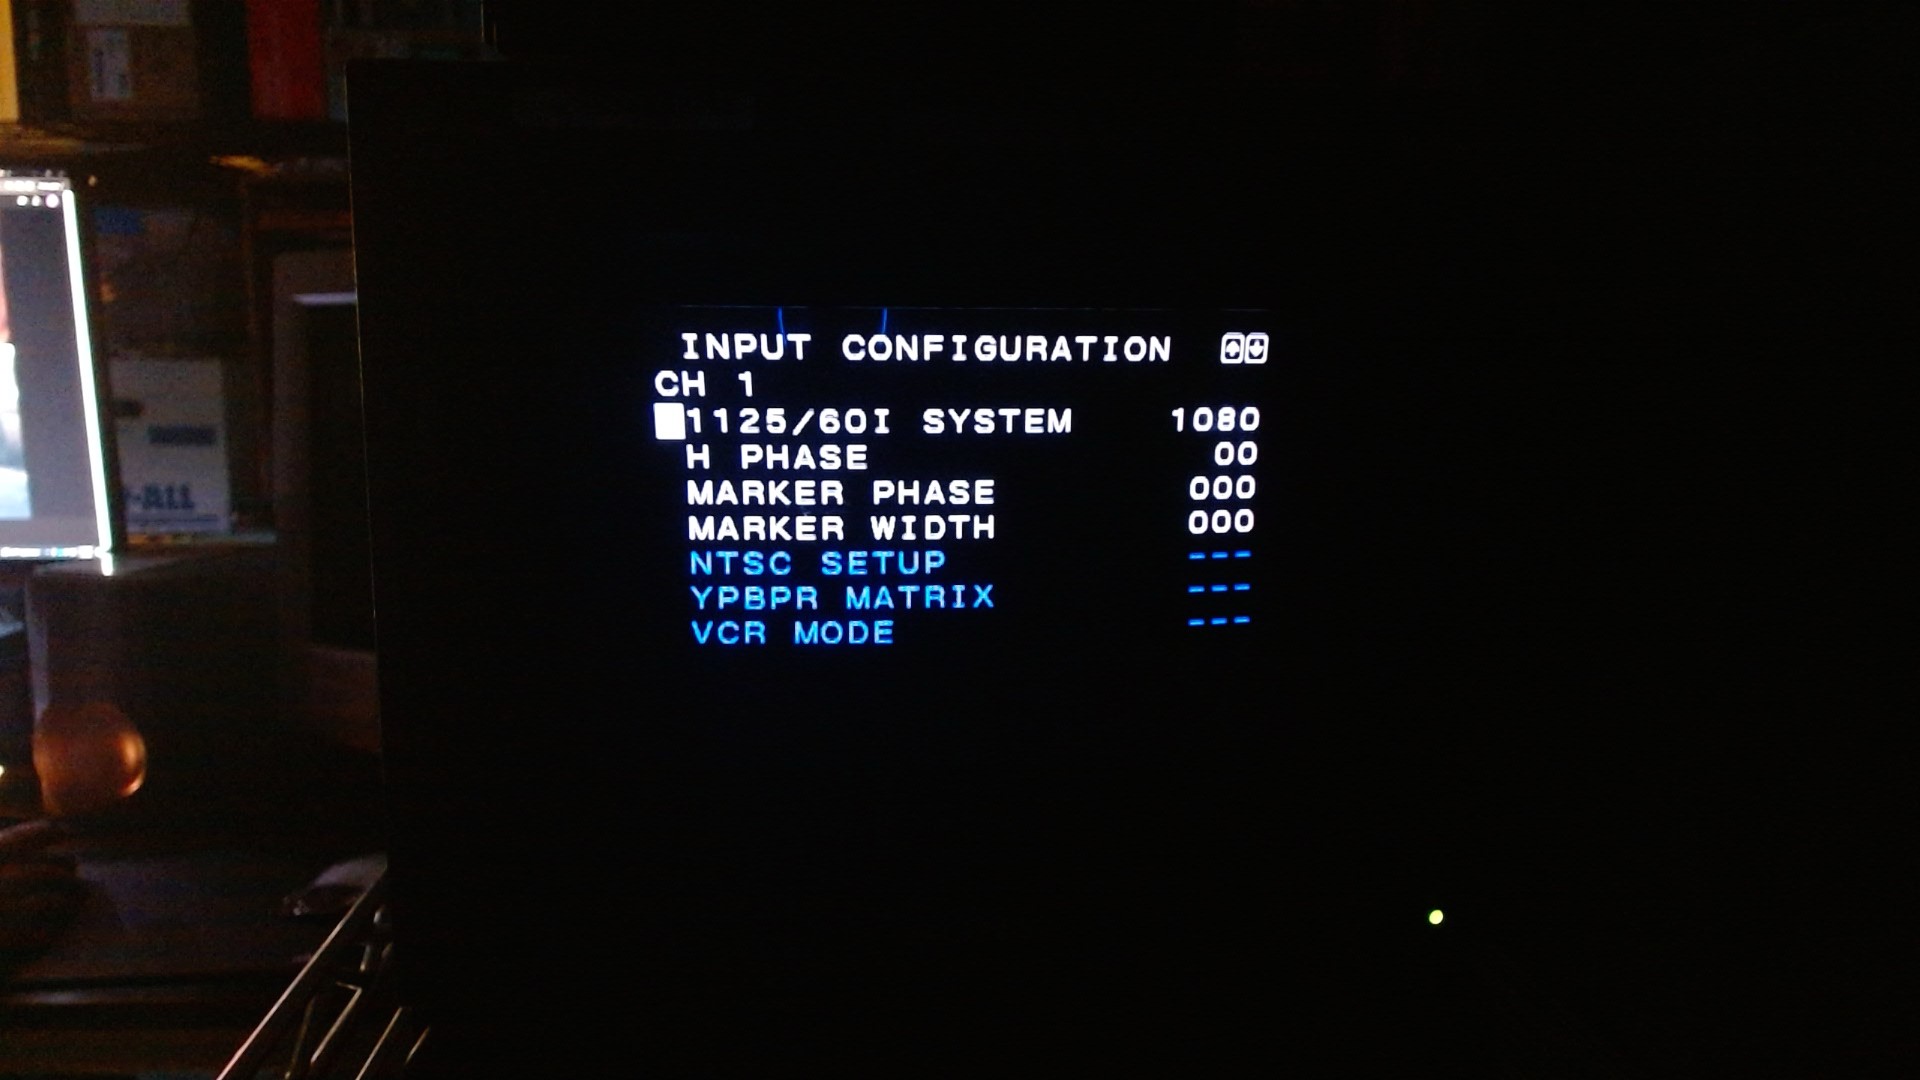 INPUT CONFIGURATION
CH 1
1125/60I SYSTEM 1080
H PHASE 00
MARKER PHASE 000
MARKER WIDTH 000
NTSC SETUP ---
YPBPR MATRIX ---
VCR MODE ---